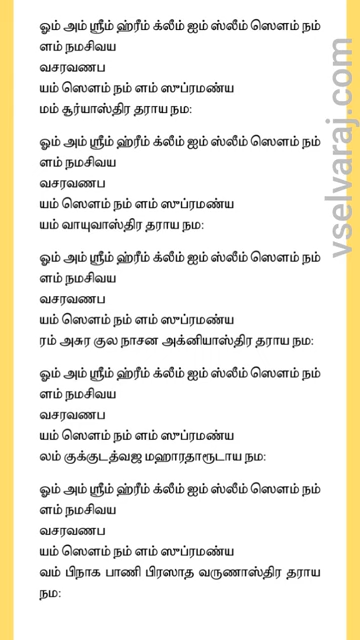 ஓம் அம் ஸ்ரீம் ஹ்ரீம் க்லீம் ஐம் ஸ்லீம் ஸௌம் நம்
ளம் நமசிவய
வசரவணப
யம் ஸௌம் நம் ளம் ஸுப்ரமண்ய
மம் சூர்யாஸ்திர தராய நம:
ஓம் அம் ஸ்ரீம் ஹ்ரீம் க்லீம் ஐம் ஸ்லீம் ஸௌம் நம்
ளம் நமசிவய
வசரவணப
யம் ஸௌம் நம் ளம் ஸுப்ரமண்ய
யம் வாயுவாஸ்திர தராய நம:
ஓம் அம் ஸ்ரீம் ஹ்ரீம் க்லீம் ஐம் ஸ்லீம் ஸௌம் நம்
ளம் நமசிவய
வசரவணப
யம் ஸௌம் நம் ளம் ஸுப்ரமண்ய
ரம் அசுர குல நாசன அக்னியாஸ்திர தராய நம:
ஓம் அம் ஸ்ரீம் ஹ்ரீம் க்லீம் ஐம் ஸ்லீம் ஸௌம் நம்
ளம் நமசிவய
வசரவணப
யம் ஸௌம் நம் ளம் ஸுப்ரமண்ய
லம் குக்குடத்வஜ மஹாரதாரூடாய நம:
ஓம் அம் ஸ்ரீம் ஹ்ரீம் க்லீம் ஐம் ஸ்லீம் ஸௌம் நம்
ளம் நமசிவய
வசரவணப
யம் ஸௌம் நம் ளம் ஸுப்ரமண்ய
வம் பிநாக பாணி பிரஸாத வருணாஸ்திர தராய
நம:
vselvaraj.com